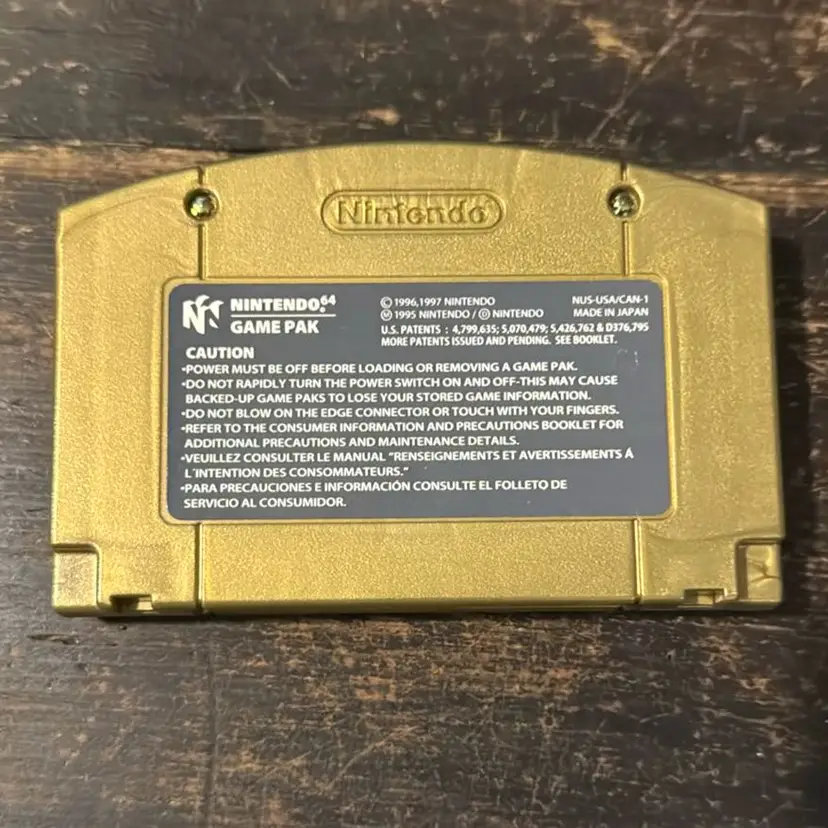 Nintendo®
NINTENDO64®
GAME PAK
© 1996,1997 NINTENDO
Ⓜ 1995 NINTENDO / Ⓓ NINTENDO
NUS-USA/CAN-1
MADE IN JAPAN
U.S. PATENTS : 4,799,635; 5,070,479; 5,426,762 & D376,795
MORE PATENTS ISSUED AND PENDING. SEE BOOKLET.
CAUTION
•POWER MUST BE OFF BEFORE LOADING OR REMOVING A GAME PAK.
•DO NOT RAPIDLY TURN THE POWER SWITCH ON AND OFF-THIS MAY CAUSE
BACKED-UP GAME PAKS TO LOSE YOUR STORED GAME INFORMATION.
•DO NOT BLOW ON THE EDGE CONNECTOR OR TOUCH WITH YOUR FINGERS.
•REFER TO THE CONSUMER INFORMATION AND PRECAUTIONS BOOKLET FOR
ADDITIONAL PRECAUTIONS AND MAINTENANCE DETAILS.
•VEUILLEZ CONSULTER LE MANUAL "RENSEIGNEMENTS ET AVERTISSEMENTS À
L'INTENTION DES CONSOMMATEURS."
•PARA PRECAUCIONES E INFORMACIÓN CONSULTE EL FOLLETO DE
SERVICIO AL CONSUMIDOR.